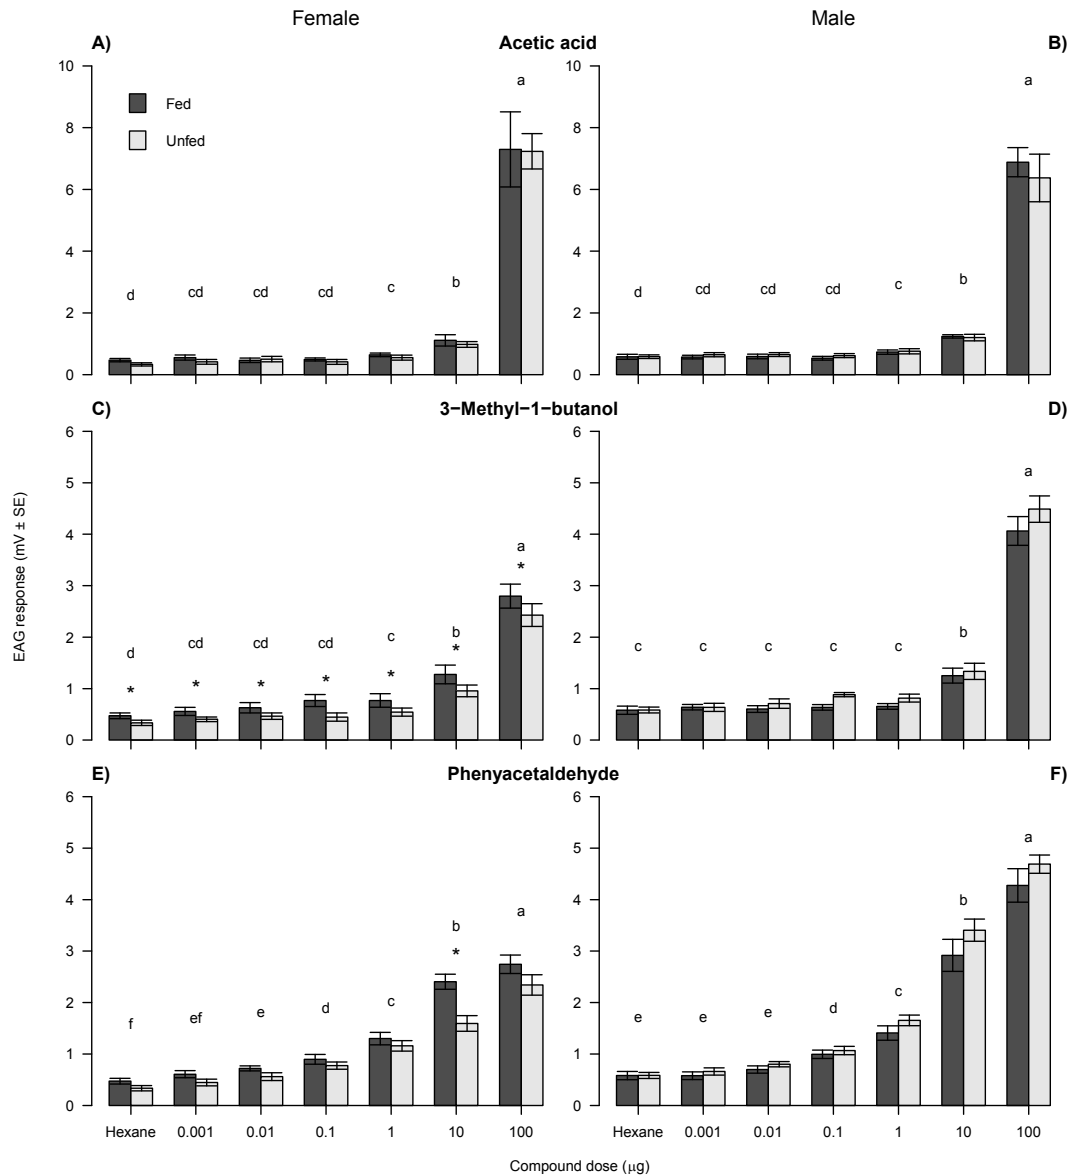 Female Male
A) Acetic acid B)
10 10
a a
Fed
8 8
Unfed
6 6
4 4
d cd cd cd c b d cd cd cd c b
2 2
0 0
C) 3−Methyl−1−butanol D)
6 6
5 5
a
4 4
a
*
3 3
d cd cd cd c b c c c c c b
* * * * * *
2 2
1 1
0 0
EAG response (mV ± SE)
E) Phenyacetaldehyde F)
6 6
5 5
a
4 4
b a b
*
3 3
f ef e d c e e e d c
2 2
1 1
0 0
Hexane 0.001 0.01 0.1 1 10 100 Hexane 0.001 0.01 0.1 1 10 100
Compound dose (μg)